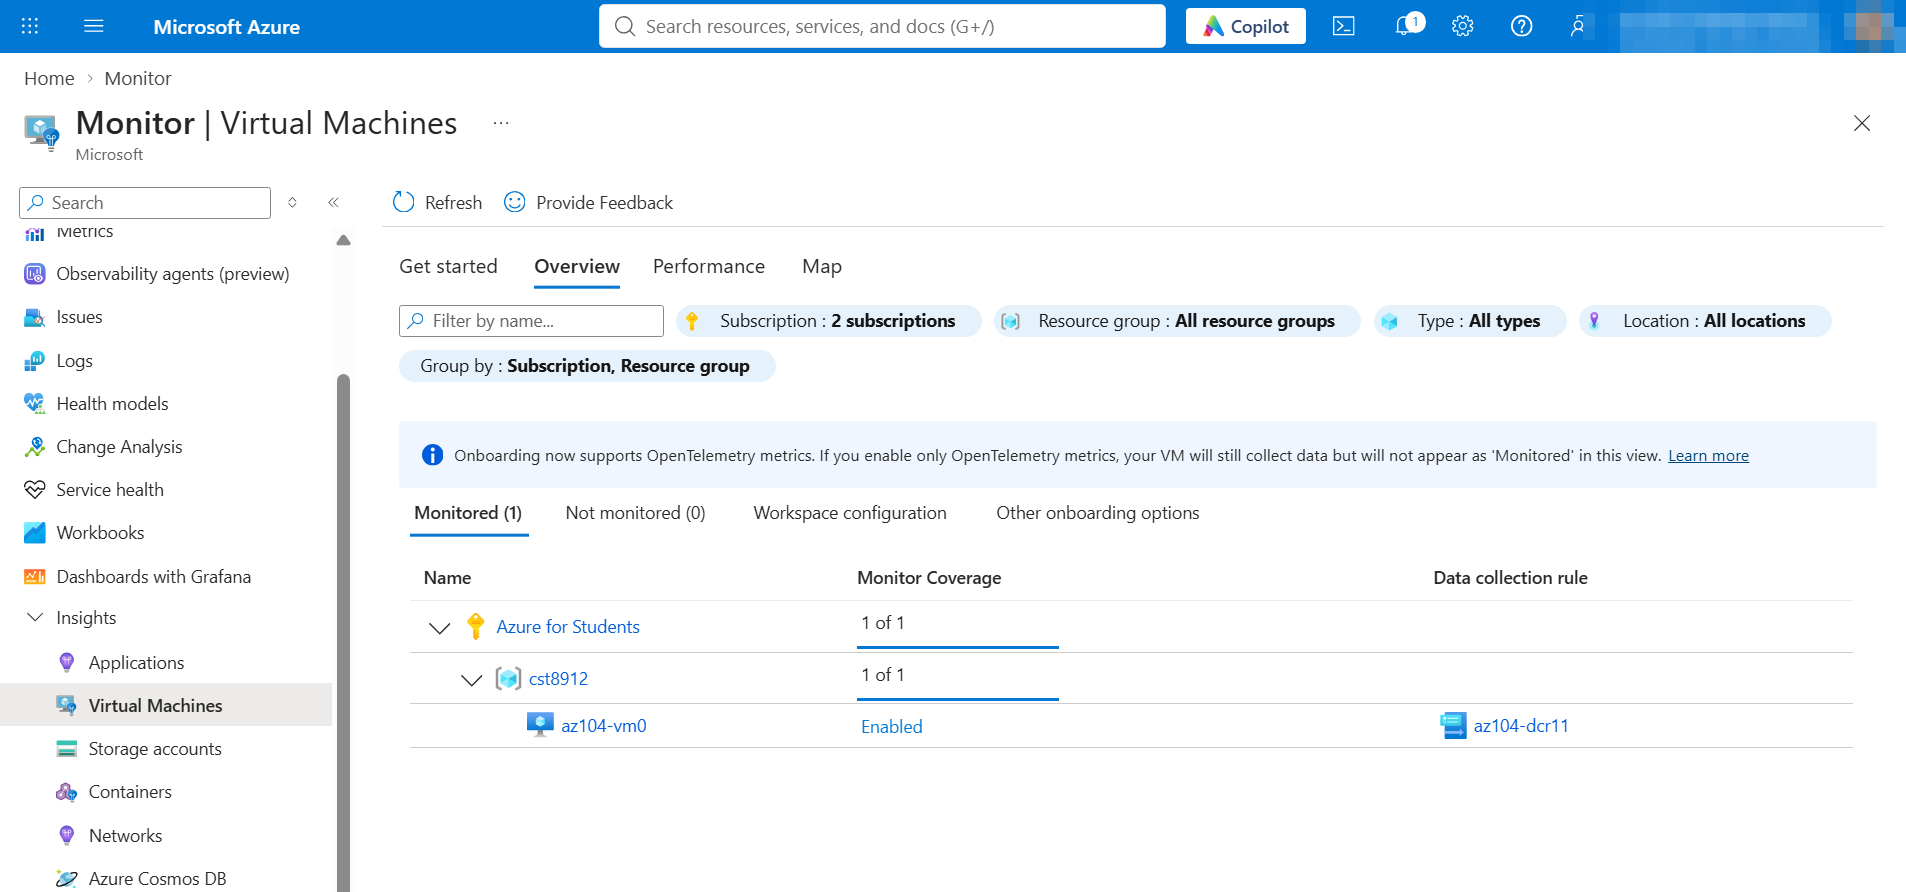 Microsoft Azure
Search resources, services, and docs (G+/)
Copilot
1
Home > Monitor
Monitor | Virtual Machines ...
Microsoft
Search
Refresh
Provide Feedback
Metrics
Observability agents (preview)
Issues
Logs
Health models
Change Analysis
Service health
Workbooks
Dashboards with Grafana
Insights
Applications
Virtual Machines
Storage accounts
Containers
Networks
Azure Cosmos DB
Get started Overview Performance Map
Filter by name... Subscription : 2 subscriptions Resource group : All resource groups Type : All types Location : All locations
Group by : Subscription, Resource group
Onboarding now supports OpenTelemetry metrics. If you enable only OpenTelemetry metrics, your VM will still collect data but will not appear as 'Monitored' in this view. Learn more
Monitored (1) Not monitored (0) Workspace configuration Other onboarding options
Name Monitor Coverage Data collection rule
Azure for Students 1 of 1
cst8912 1 of 1
az104-vm0 Enabled az104-dcr11